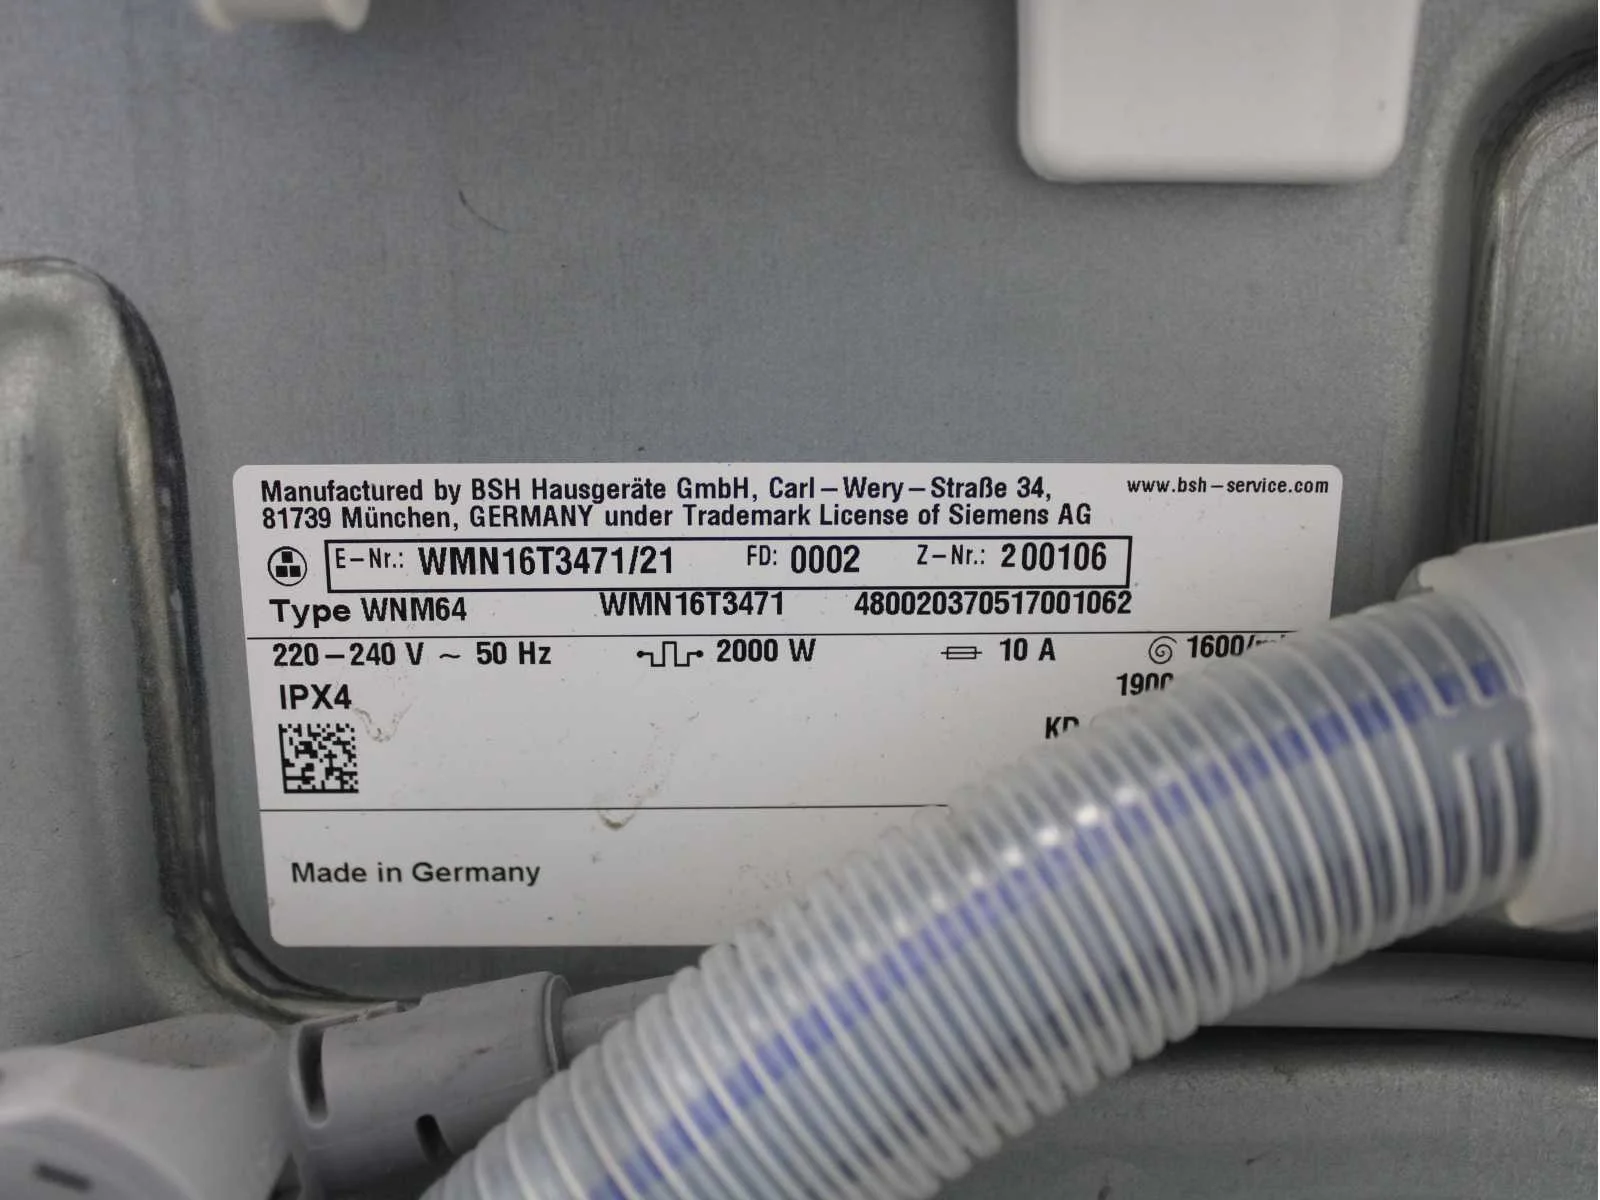 Manufactured by BSH Hausgeräte GmbH, Carl–Wery–Straße 34, www.bsh–service.com
81739 München, GERMANY under Trademark License of Siemens AG
E–Nr.: WMN16T3471/21 FD: 0002 Z–Nr.: 200106
Type WNM64 WMN16T3471 480020370517001062
220–240 V ~ 50 Hz 2000 W 10 A 1600/
IPX4
Made in Germany